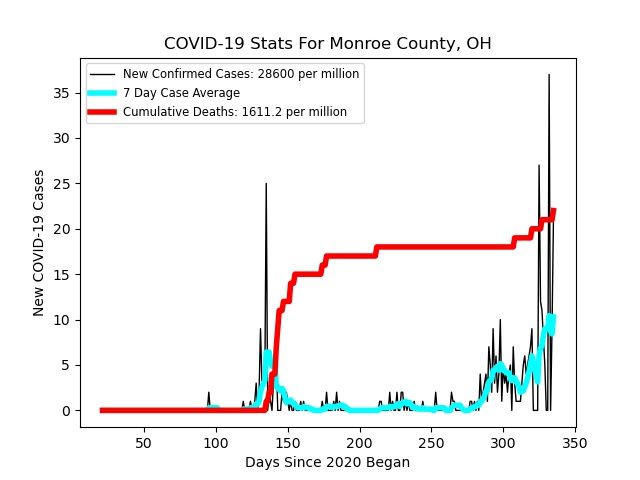 COVID-19 Stats For Monroe County, OH
New Confirmed Cases: 28600 per million
7 Day Case Average
Cumulative Deaths: 1611.2 per million
35
30
25
20
15
10
5
0
New COVID-19 Cases
50 100 150 200 250 300 350
Days Since 2020 Began